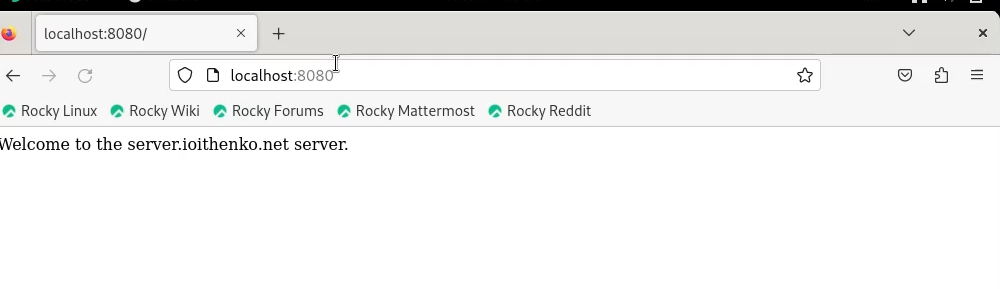 localhost:8080/
localhost:8080
Rocky Linux Rocky Wiki Rocky Forums Rocky Mattermost Rocky Reddit
Welcome to the server.ioithenko.net server.